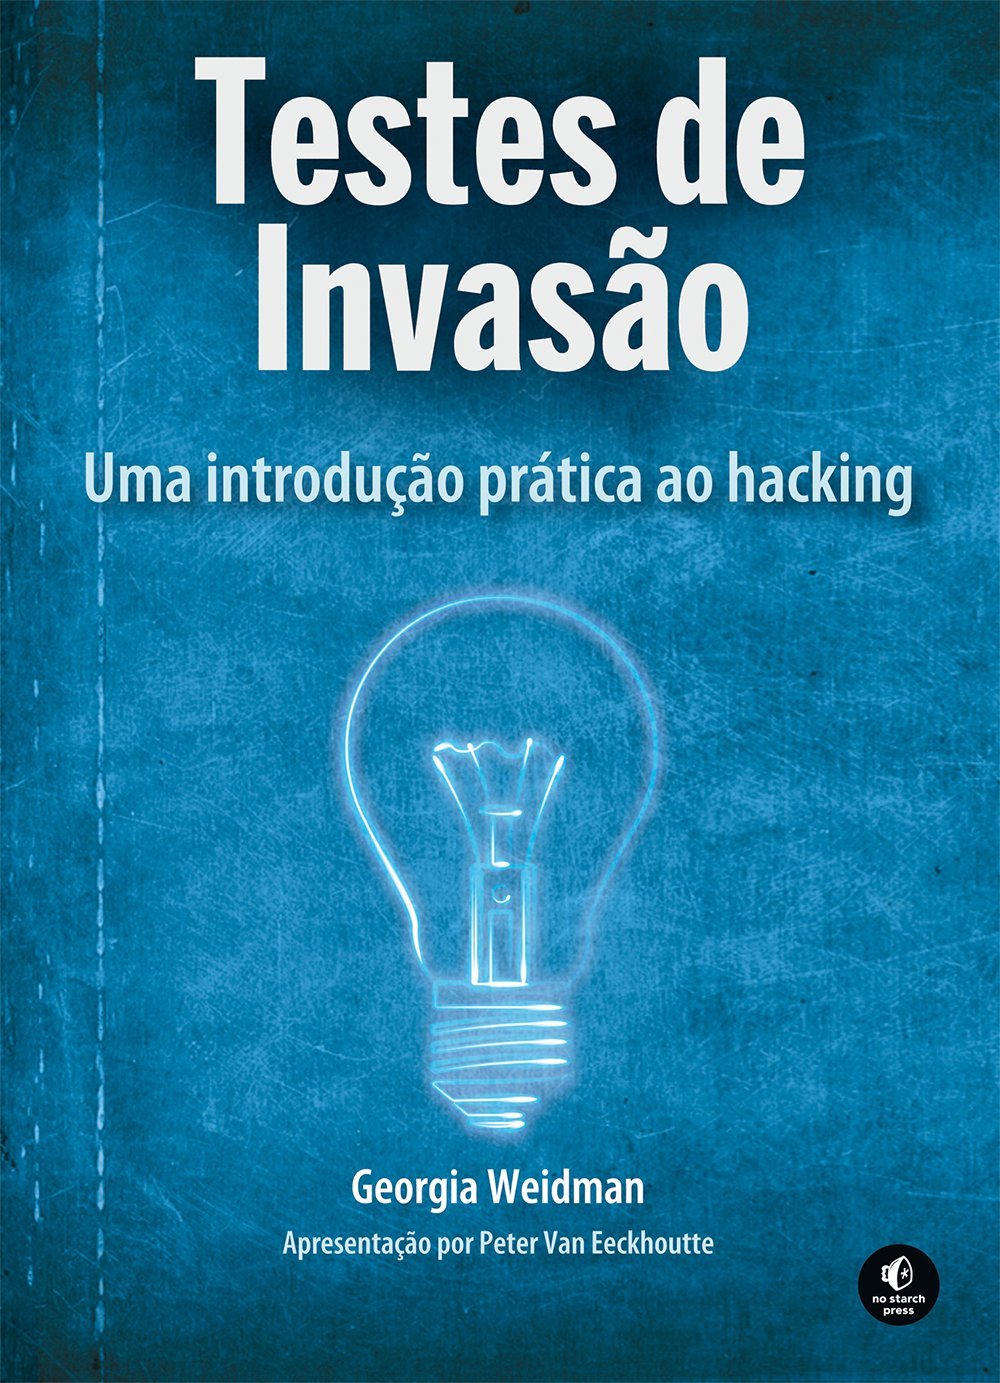 Testes de
Invasão
Uma introdução prática ao hacking
Georgia Weidman
Apresentação por Peter Van Eeckhoutte
no starch
press